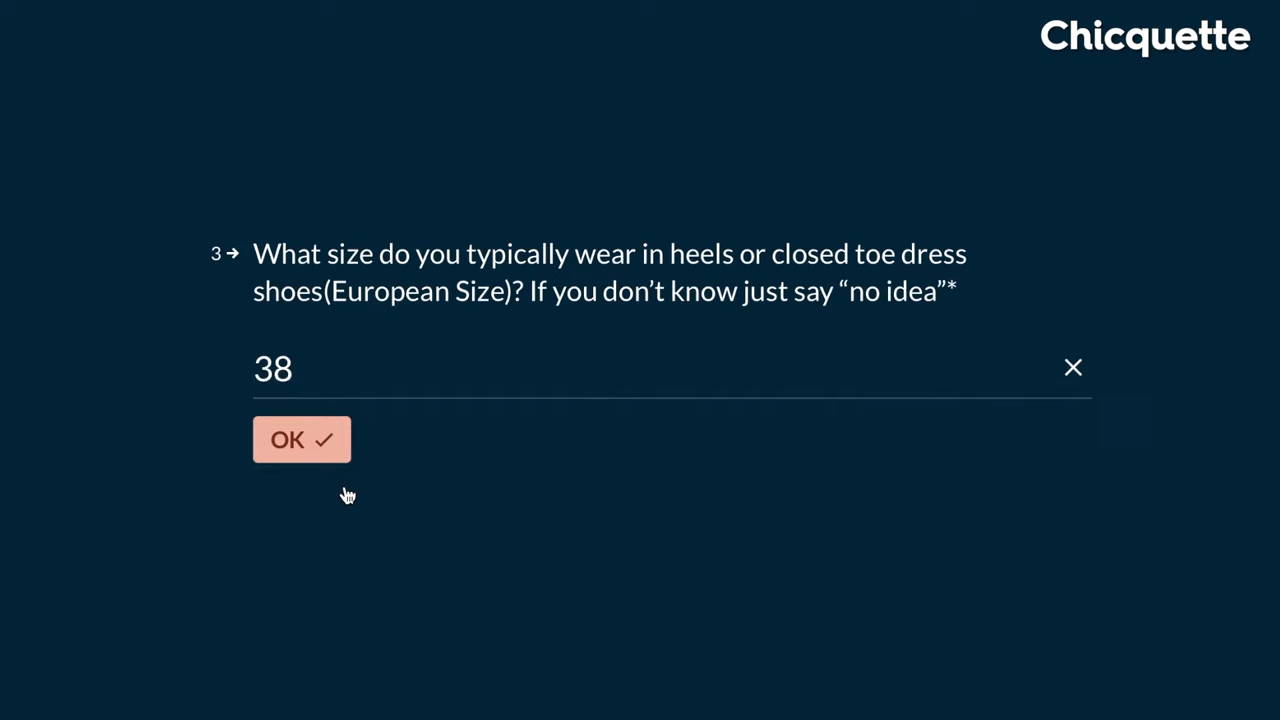 Chicquette
3→ What size do you typically wear in heels or closed toe dress
shoes(European Size)? If you don't know just say “no idea”*
38
OK